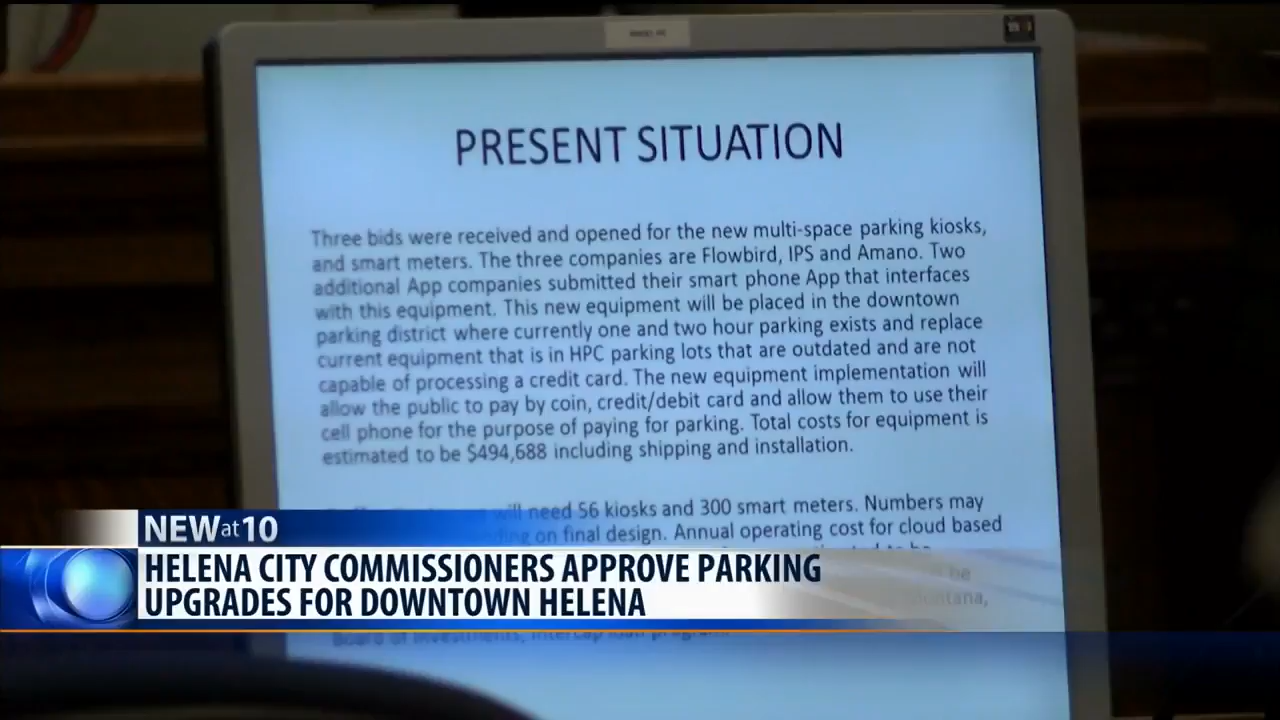 PRESENT SITUATION
Three bids were received and opened for the new multi-space parking kiosks,
and smart meters. The three companies are Flowbird, IPS and Amano. Two
additional App companies submitted their smart phone App that interfaces
with this equipment. This new equipment will be placed in the downtown
parking district where currently one and two hour parking exists and replace
current equipment that is in HPC parking lots that are outdated and are not
capable of processing a credit card. The new equipment implementation will
allow the public to pay by coin, credit/debit card and allow them to use their
cell phone for the purpose of paying for parking. Total costs for equipment is
estimated to be $494,688 including shipping and installation.
will need 56 kiosks and 300 smart meters. Numbers may
on final design. Annual operating cost for cloud based
be
Montana,
Board of Investments, Intercap loan program
NEW at 10
HELENA CITY COMMISSIONERS APPROVE PARKING
UPGRADES FOR DOWNTOWN HELENA